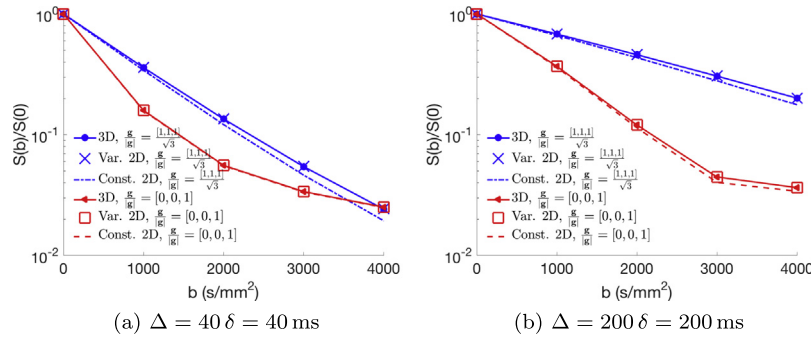 10^0
10^-1
10^-2
S(b)/S(0)
3D, g/|g| = [1,1,1]/√3
Var. 2D, g/|g| = [1,1,1]/√3
Const. 2D, g/|g| = [1,1,1]/√3
3D, g/|g| = [0, 0, 1]
Var. 2D, g/|g| = [0, 0, 1]
Const. 2D, g/|g| = [0, 0, 1]
0 1000 2000 3000 4000
b (s/mm^2)
(a) Δ = 40 δ = 40 ms
10^0
10^-1
10^-2
S(b)/S(0)
3D, g/|g| = [1,1,1]/√3
Var. 2D, g/|g| = [1,1,1]/√3
Const. 2D, g/|g| = [1,1,1]/√3
3D, g/|g| = [0, 0, 1]
Var. 2D, g/|g| = [0, 0, 1]
Const. 2D, g/|g| = [0, 0, 1]
0 1000 2000 3000 4000
b (s/mm^2)
(b) Δ = 200 δ = 200 ms